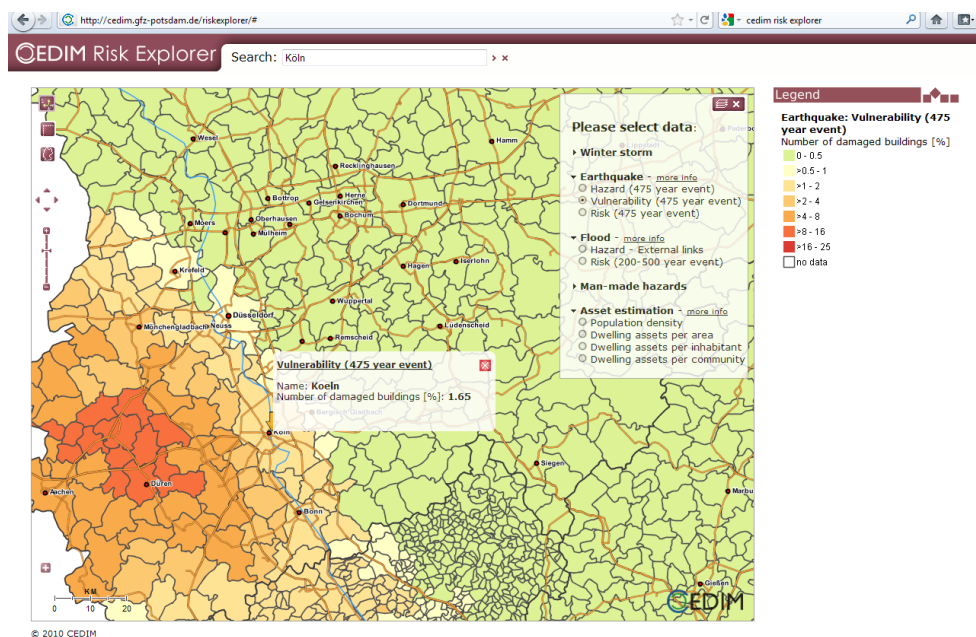 http://cedim.gfz-potsdam.de/riskexplorer/#
cedim risk explorer
CEDIM Risk Explorer
Search: Köln
Legend
Earthquake: Vulnerability (475
year event)
Number of damaged buildings [%]
0 - 0.5
>0.5 - 1
>1 - 2
>2 - 4
>4 - 8
>8 - 16
>16 - 25
no data
Please select data:
Winter storm
Earthquake - more info
Hazard (475 year event)
Vulnerability (475 year event)
Risk (475 year event)
Flood - more info
Hazard - External links
Risk (200-500 year event)
Man-made hazards
Asset estimation - more info
Population density
Dwelling assets per area
Dwelling assets per inhabitant
Dwelling assets per community
Wesel
Hamm
Lippstadt
Recklinghausen
Bottrop
Herne
Gelsenkirchen
Dortmund
Bochum
Oberhausen
Moers
Mülheim
Iserlohn
Hagen
Krefeld
Wuppertal
Düsseldorf
Mönchengladbach
Neuss
Lüdenscheid
Remscheid
Vulnerability (475 year event)
Name: Koeln
Number of damaged buildings [%]: 1.65
Bergisch Gladbach
Köln
Siegen
Düren
Aachen
Marbu
Bonn
Gießen
KM
0 10 20
CEDIM
© 2010 CEDIM